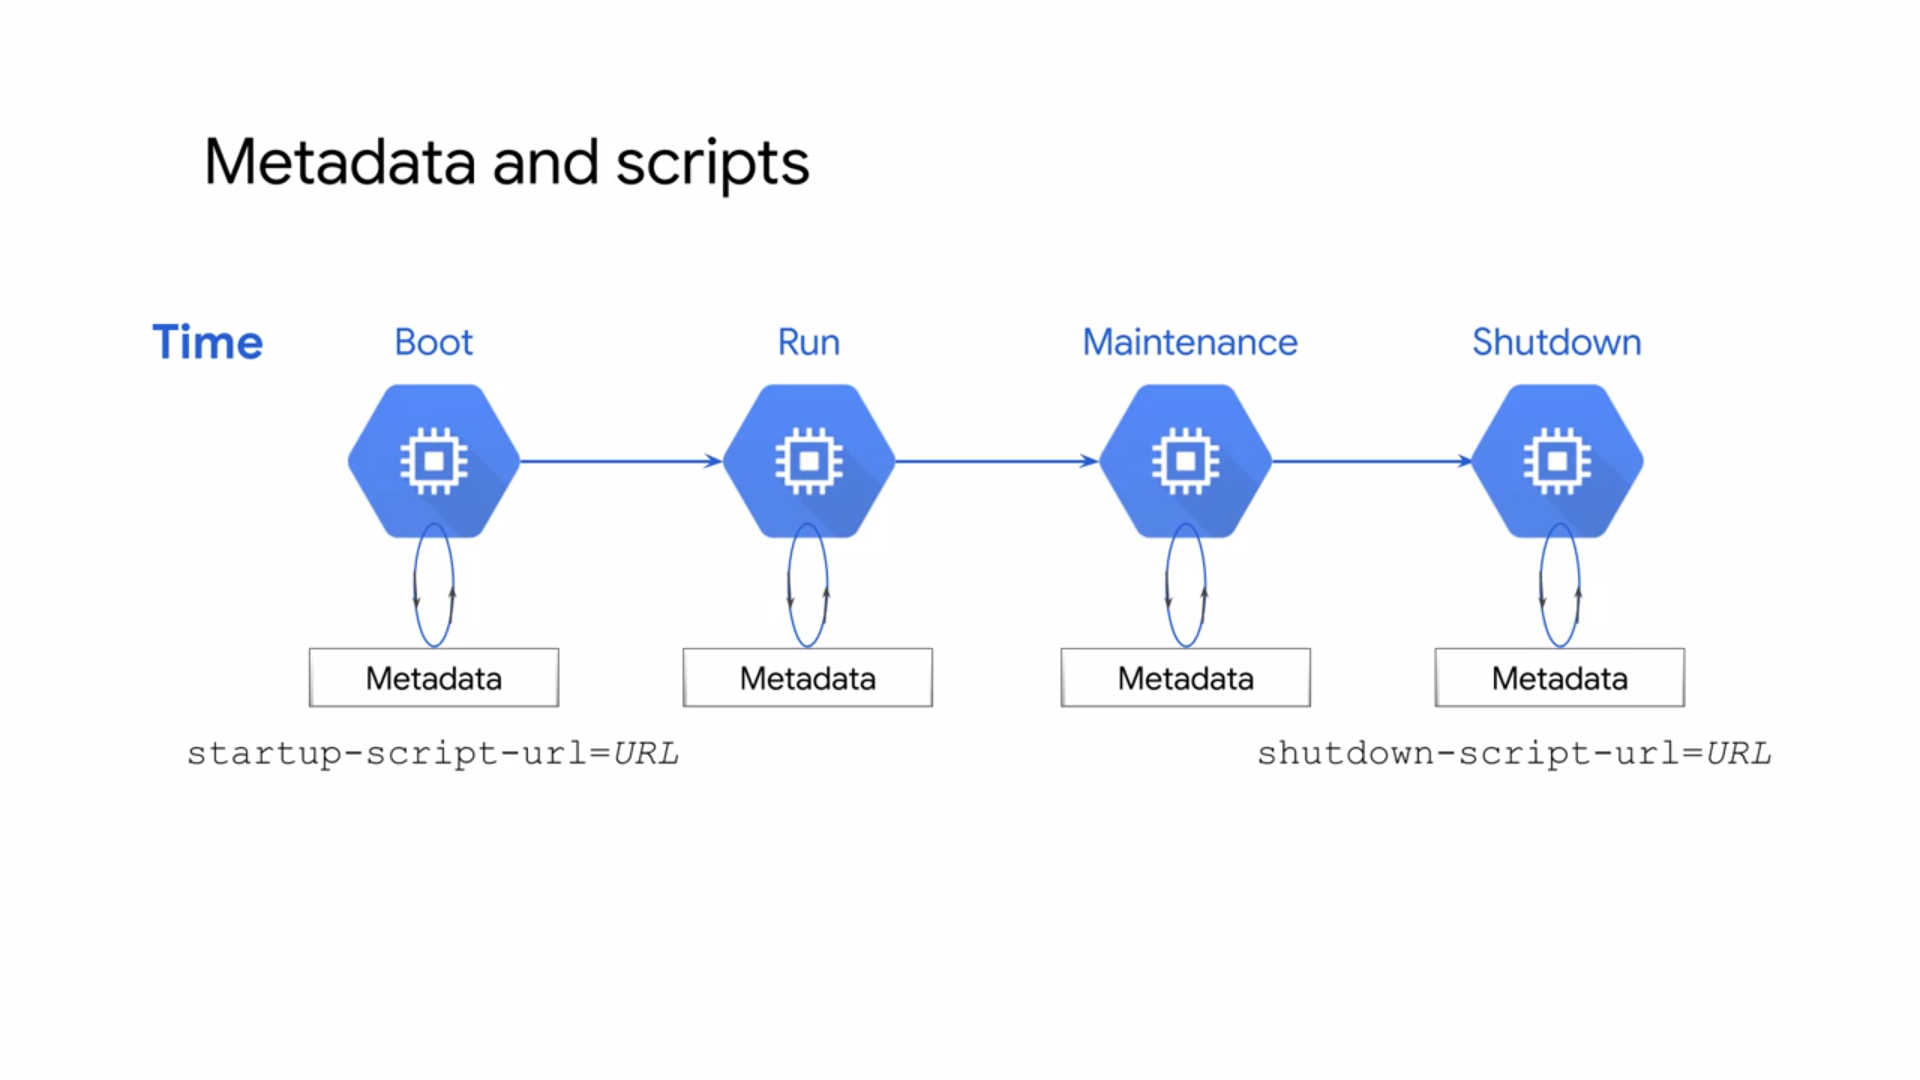 Metadada and scripts
Time Boot Run Maintenance Shutdown
Metadata Metadata Metadata Metadata
startup-script-url=URL shutdown-script-url=URL